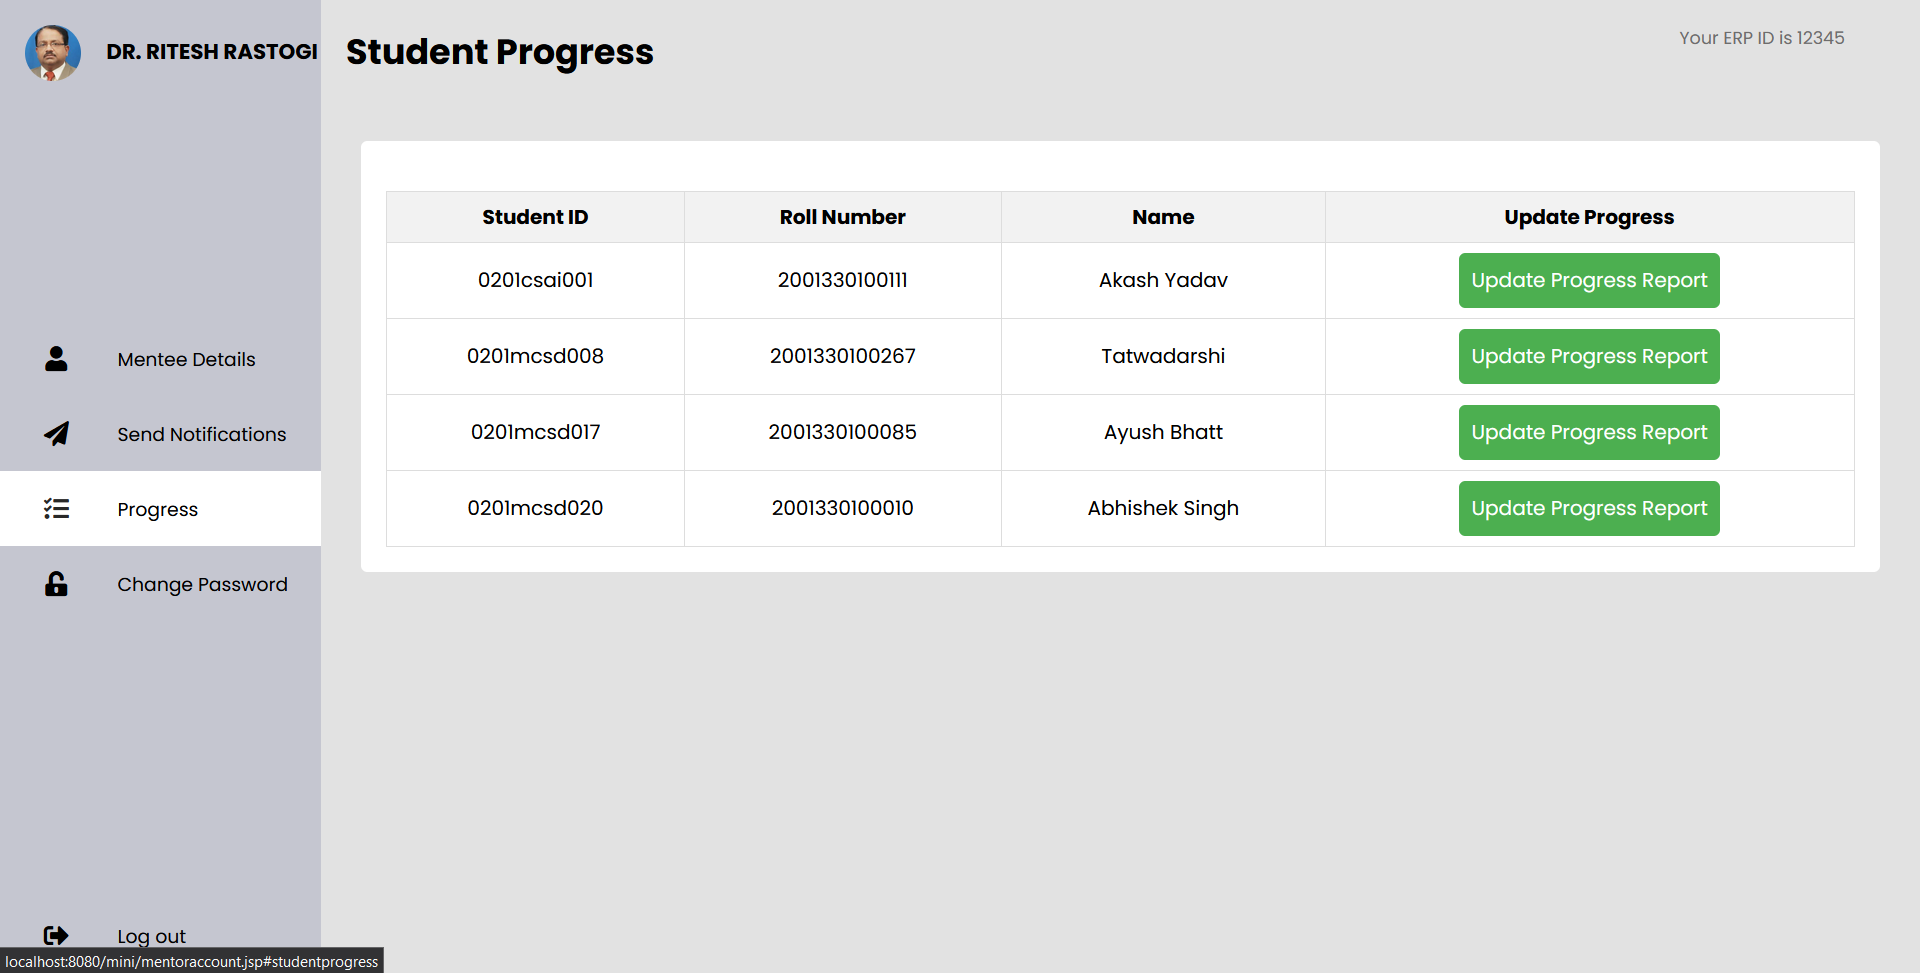 DR. RITESH RASTOGI
Student Progress
Your ERP ID is 12345
Mentee Details
Send Notifications
Progress
Change Password
Log out
Student ID Roll Number Name Update Progress
0201csai001 2001330100111 Akash Yadav Update Progress Report
0201mcsd008 2001330100267 Tatwadarshi Update Progress Report
0201mcsd017 2001330100085 Ayush Bhatt Update Progress Report
0201mcsd020 2001330100010 Abhishek Singh Update Progress Report
localhost:8080/mini/mentoraccount.jsp#studentprogress